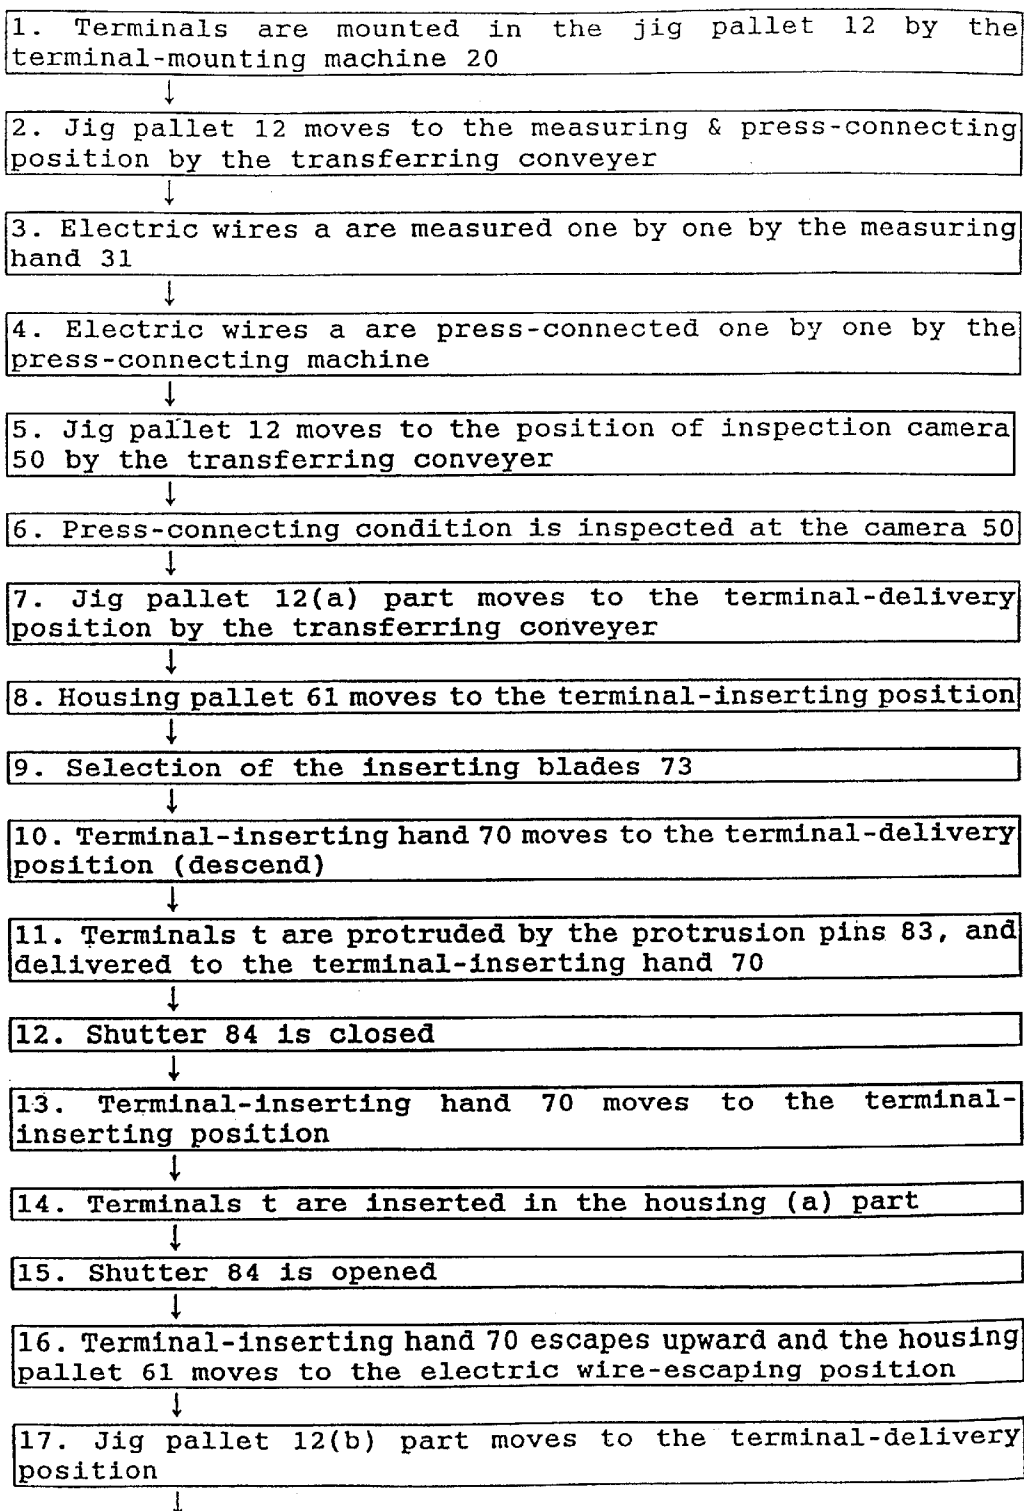 1. Terminals are mounted in the jig pallet 12 by the
terminal-mounting machine 20
↓
2. Jig pallet 12 moves to the measuring & press-connecting
position by the transferring conveyer
↓
3. Electric wires a are measured one by one by the measuring
hand 31
↓
4. Electric wires a are press-connected one by one by the
press-connecting machine
↓
5. Jig pallet 12 moves to the position of inspection camera
50 by the transferring conveyer
↓
6. Press-connecting condition is inspected at the camera 50
↓
7. Jig pallet 12(a) part moves to the terminal-delivery
position by the transferring conveyer
↓
8. Housing pallet 61 moves to the terminal-inserting position
↓
9. Selection of the inserting blades 73
↓
10. Terminal-inserting hand 70 moves to the terminal-delivery
position (descend)
↓
11. Terminals t are protruded by the protrusion pins 83, and
delivered to the terminal-inserting hand 70
↓
12. Shutter 84 is closed
↓
13. Terminal-inserting hand 70 moves to the terminal-
inserting position
↓
14. Terminals t are inserted in the housing (a) part
↓
15. Shutter 84 is opened
↓
16. Terminal-inserting hand 70 escapes upward and the housing
pallet 61 moves to the electric wire-escaping position
↓
17. Jig pallet 12(b) part moves to the terminal-delivery
position
↓